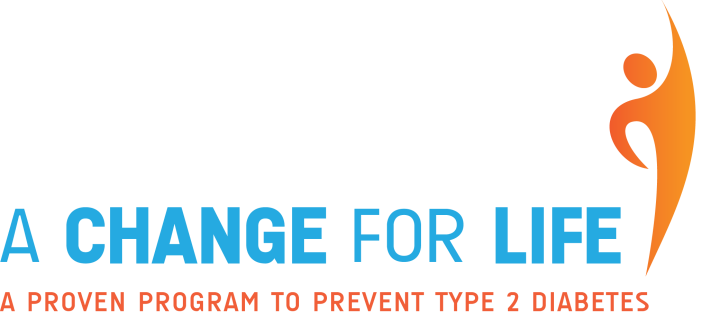 A CHANGE FOR LIFE
A PROVEN PROGRAM TO PREVENT TYPE 2 DIABETES